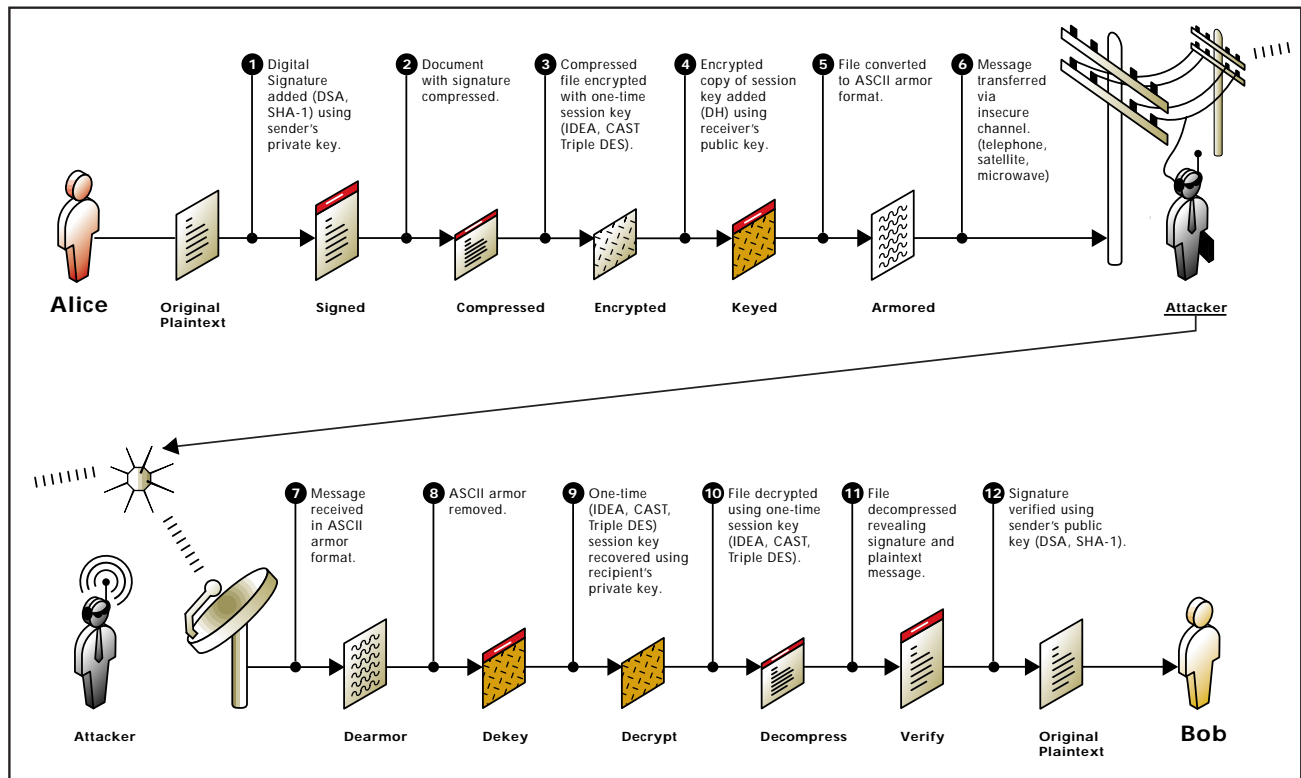 1 Digital
Signature
added (DSA,
SHA-1) using
sender's
private key.
2 Document
with signature
compressed.
3 Compressed
file encrypted
with one-time
session key
(IDEA, CAST
Triple DES).
4 Encrypted
copy of session
key added
(DH) using
receiver's
public key.
5 File converted
to ASCII armor
format.
6 Message
transferred
via
insecure
channel.
(telephone,
satellite,
microwave)
Alice
Original
Plaintext
Signed
Compressed
Encrypted
Keyed
Armored
Attacker
7 Message
received
in ASCII
armor
format.
8 ASCII armor
removed.
9 One-time
(IDEA, CAST,
Triple DES)
session key
recovered using
recipient's
private key.
10 File decrypted
using one-time
session key
(IDEA, CAST,
Triple DES).
11 File
decompressed
revealing
signature and
plaintext
message.
12 Signature
verified using
sender's public
key (DSA, SHA-1).
Attacker
Dearmor
Dekey
Decrypt
Decompress
Verify
Original
Plaintext
Bob